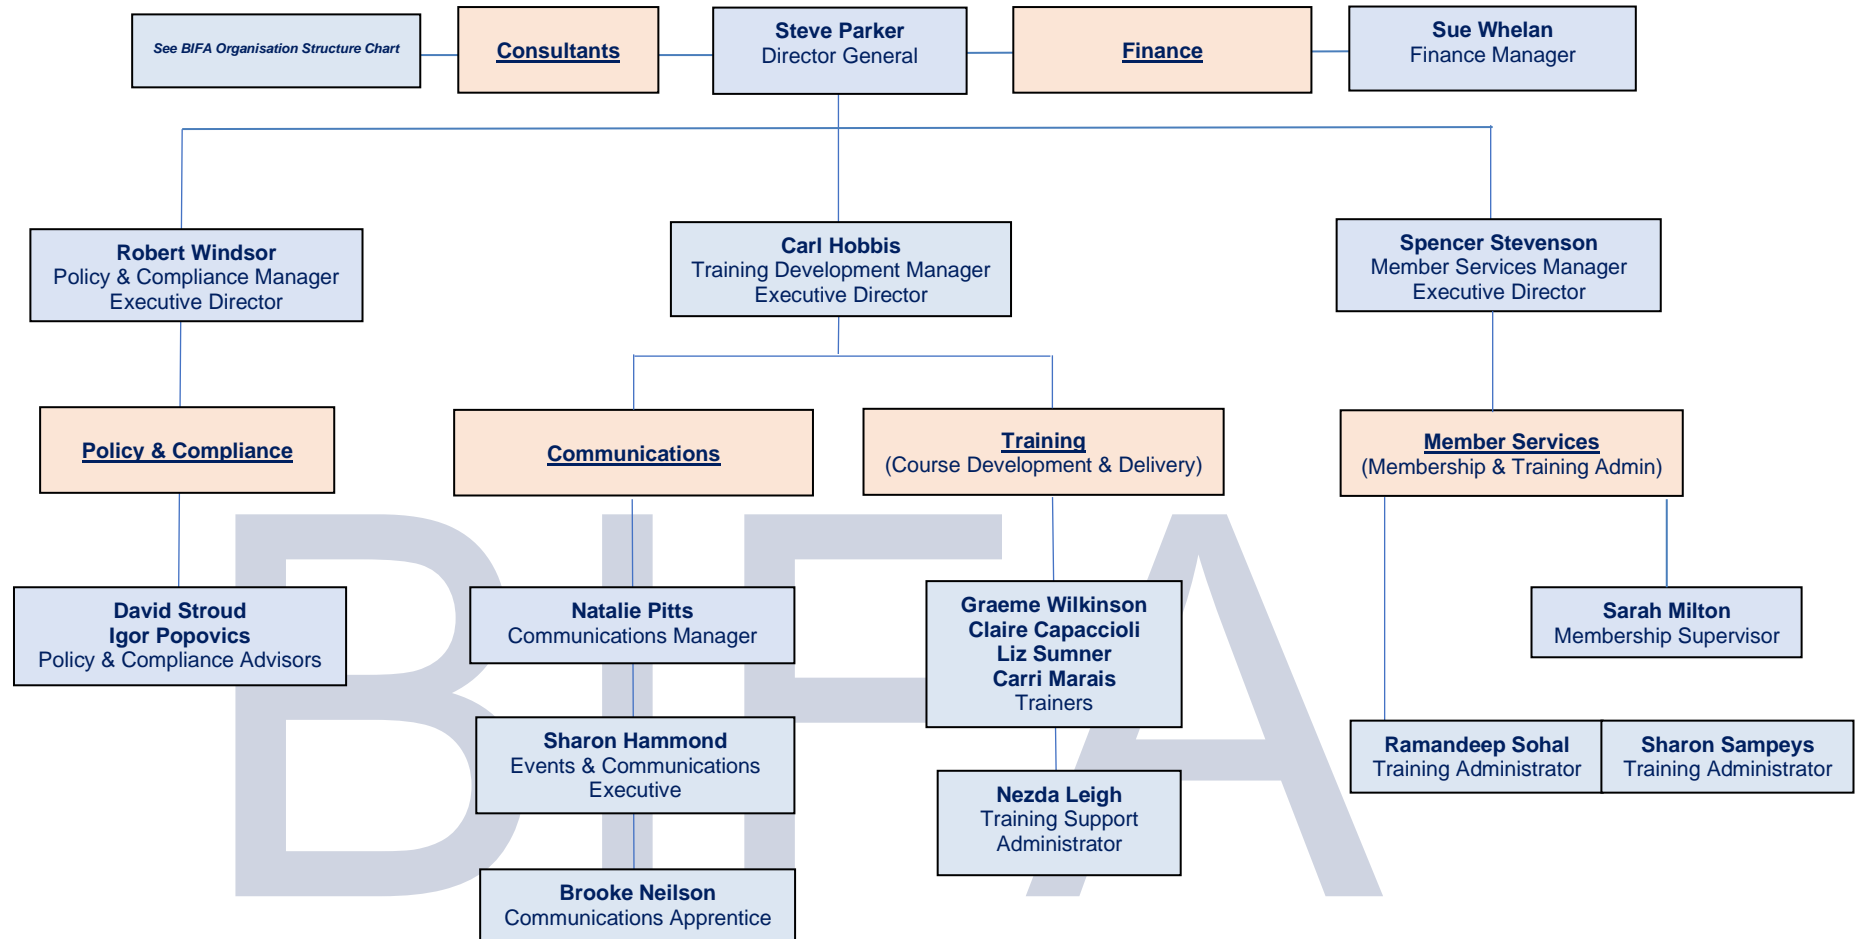 See BIFA Organisation Structure Chart
Consultants
Steve Parker
Director General
Finance
Sue Whelan
Finance Manager
Robert Windsor
Policy & Compliance Manager
Executive Director
Carl Hobbis
Training Development Manager
Executive Director
Spencer Stevenson
Member Services Manager
Executive Director
Policy & Compliance
Communications
Training
(Course Development & Delivery)
Member Services
(Membership & Training Admin)
David Stroud
Igor Popovics
Policy & Compliance Advisors
Natalie Pitts
Communications Manager
Graeme Wilkinson
Claire Capaccioli
Liz Sumner
Carri Marais
Trainers
Sarah Milton
Membership Supervisor
Sharon Hammond
Events & Communications
Executive
Nezda Leigh
Training Support
Administrator
Ramandeep Sohal
Training Administrator
Sharon Sampeys
Training Administrator
Brooke Neilson
Communications Apprentice
BIFA